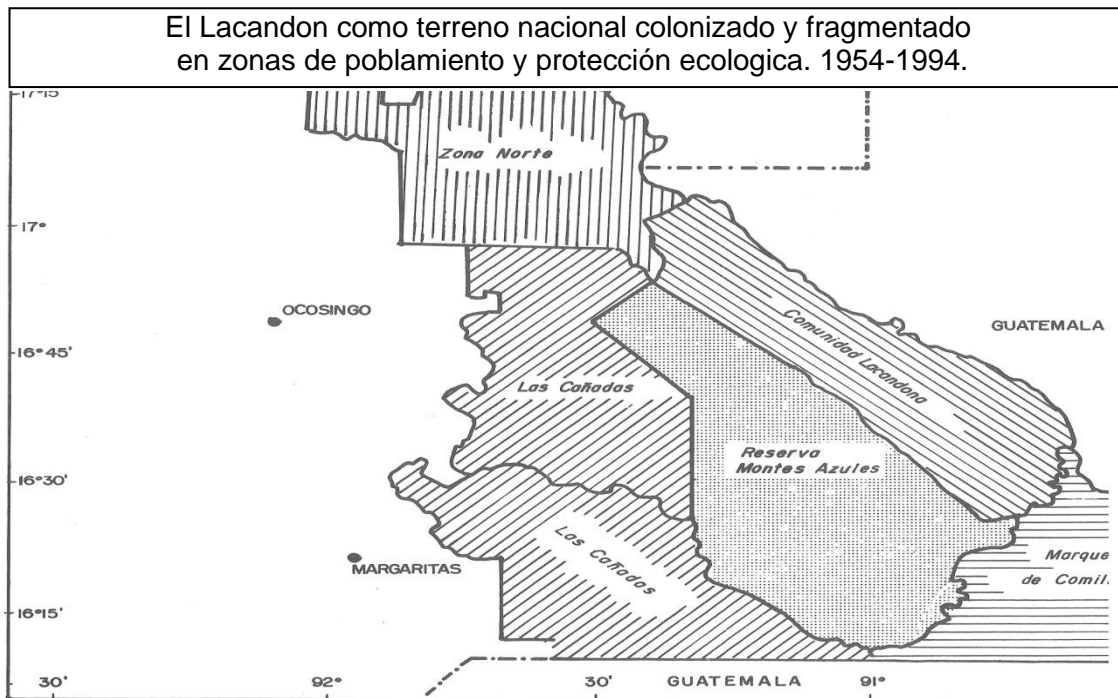 El Lacandon como terreno nacional colonizado y fragmentado
en zonas de poblamiento y protección ecologica. 1954-1994.
17°15'
Zona Norte
17°
OCOSINGO
GUATEMALA
16°45'
Comunidad Lacandona
Las Cañadas
Reserva
Montes Azules
16°30'
Las Cañadas
Marque
de Comil
MARGARITAS
16°15'
30'
92°
30'
GUATEMALA
91°